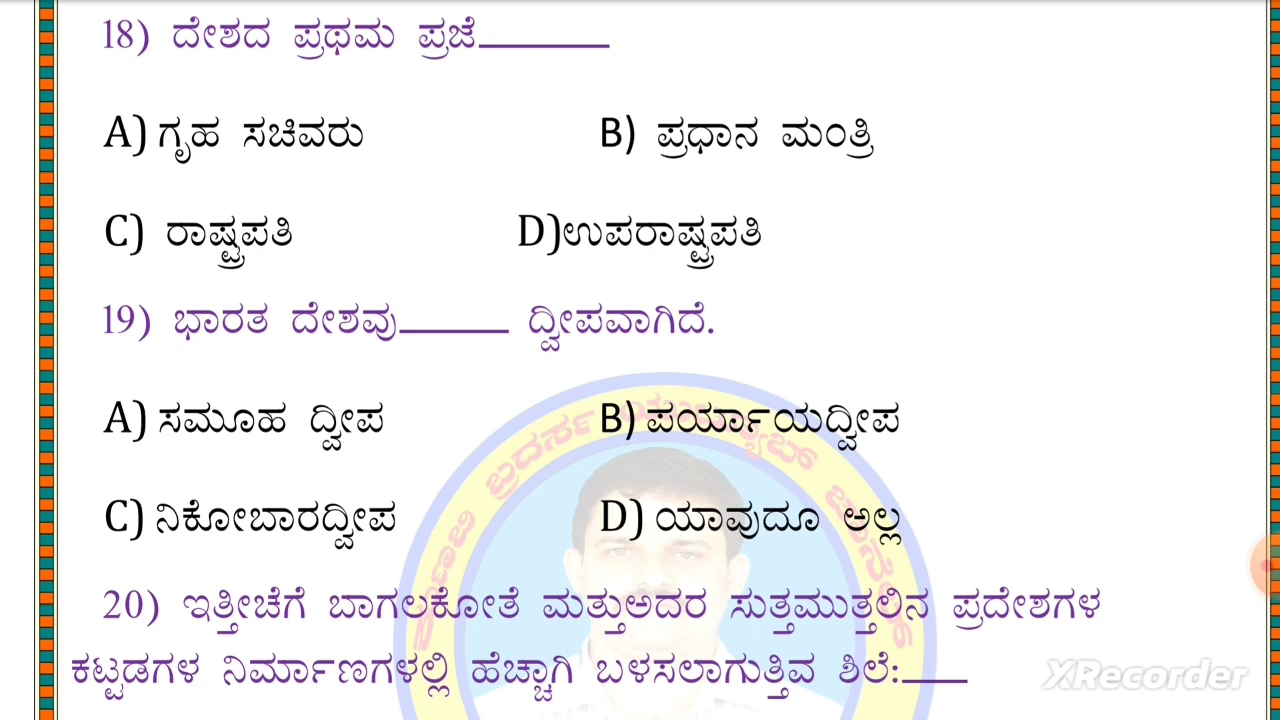 18) ದೇಶದ ಪ್ರಥಮ ಪ್ರಜೆ______
A) ಗೃಹ ಸಚಿವರು B) ಪ್ರಧಾನ ಮಂತ್ರಿ
C) ರಾಷ್ಟ್ರಪತಿ D)ಉಪರಾಷ್ಟ್ರಪತಿ
19) ಭಾರತ ದೇಶವು_____ ದ್ವೀಪವಾಗಿದೆ.
A) ಸಮೂಹ ದ್ವೀಪ B) ಪರ್ಯಾಯದ್ವೀಪ
C) ನಿಕೋಬಾರದ್ವೀಪ D) ಯಾವುದೂ ಅಲ್ಲ
20) ಇತ್ತೀಚೆಗೆ ಬಾಗಲಕೋತೆ ಮತ್ತುಅದರ ಸುತ್ತಮುತ್ತಲಿನ ಪ್ರದೇಶಗಳ
ಕಟ್ಟಡಗಳ ನಿರ್ಮಾಣಗಳಲ್ಲಿ ಹೆಚ್ಚಾಗಿ ಬಳಸಲಾಗುತ್ತಿವ ಶಿಲೆ:___
XRecorder